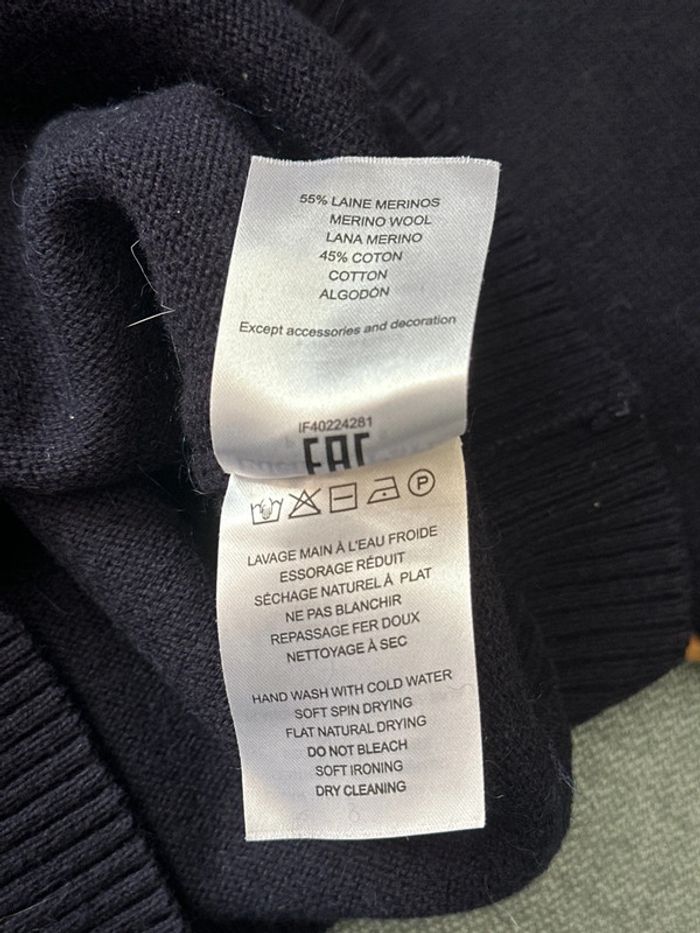 55% LAINE MERINOS
MERINO WOOL
LANA MERINO
45% COTON
COTTON
ALGODÓN
Except accessories and decoration
IF40224281
EAC
P
LAVAGE MAIN À L'EAU FROIDE
ESSORAGE RÉDUIT
SÉCHAGE NATUREL À PLAT
NE PAS BLANCHIR
REPASSAGE FER DOUX
NETTOYAGE À SEC
HAND WASH WITH COLD WATER
SOFT SPIN DRYING
FLAT NATURAL DRYING
DO NOT BLEACH
SOFT IRONING
DRY CLEANING